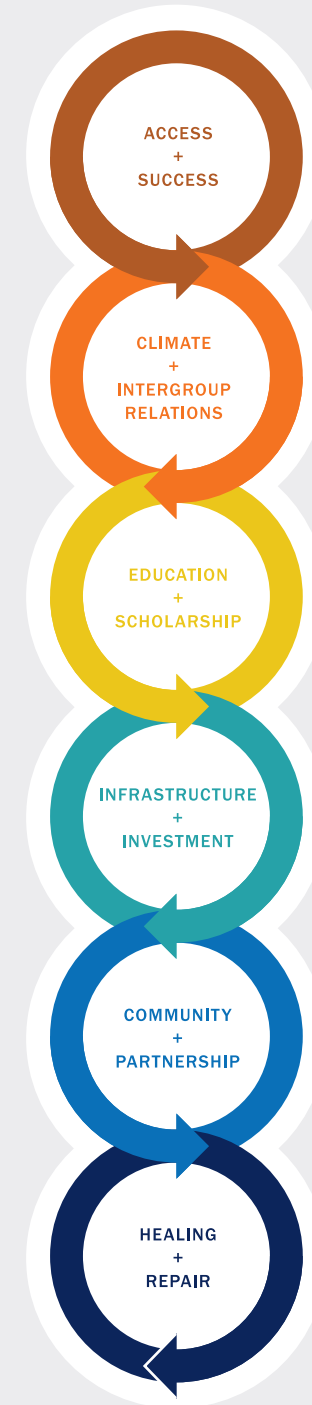 ACCESS
+
SUCCESS
CLIMATE
+
INTERGROUP
RELATIONS
EDUCATION
+
SCHOLARSHIP
INFRASTRUCTURE
+
INVESTMENT
COMMUNITY
+
PARTNERSHIP
HEALING
+
REPAIR